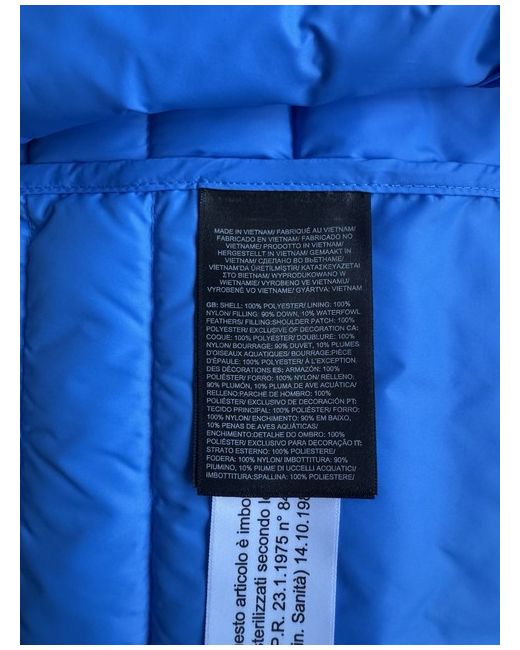 MADE IN VIETNAM/ FABRIQUÉ AU VIETNAM/
FABRICADO EN VIETNAM/ FABRICADO NO
VIETNAME/ PRODOTTO IN VIETNAM/
HERGESTELLT IN VIETNAM/ GEMAAKT IN
VIETNAM/ СДЕЛАНО ВО ВЬЕТНАМЕ/
VIETNAM'DA ÜRETİLMİŞTİR/ ΚΑΤΑΣΚΕΥΑΖΕΤΑΙ
ΣΤΟ ΒΙΕΤΝΑΜ/ WYPRODUKOWANO W
WIETNAMIE/ VYROBENO VE VIETNAMU/
VYROBENÉ VO VIETNAME/ GYÁRTVA: VIETNAM
GB: SHELL: 100% POLYESTER/ LINING: 100%
NYLON/ FILLING: 90% DOWN, 10% WATERFOWL
FEATHERS/ FILLING:SHOULDER PATCH: 100%
POLYESTER/ EXCLUSIVE OF DECORATION CA:
COQUE: 100% POLYESTER/ DOUBLURE: 100%
NYLON/ BOURRAGE: 90% DUVET, 10% PLUMES
D'OISEAUX AQUATIQUES/ BOURRAGE:PIÈCE
D'ÉPAULE: 100% POLYESTER/ À L'EXCEPTION
DES DÉCORATIONS ES: ARMAZÓN: 100%
POLIÉSTER/ FORRO: 100% NYLON/ RELLENO:
90% PLUMÓN, 10% PLUMA DE AVE ACUÁTICA/
RELLENO:PARCHE DE HOMBRO: 100%
POLIÉSTER/ EXCLUSIVO DE DECORACIÓN PT:
TECIDO PRINCIPAL: 100% POLIÉSTER/ FORRO:
100% NYLON/ ENCHIMENTO: 90% EM BAIXO,
10% PENAS DE AVES AQUÁTICAS/
ENCHIMENTO:DETALHE DO OMBRO: 100%
POLIÉSTER/ EXCLUSIVO PARA DECORAÇÃO IT:
STRATO ESTERNO: 100% POLIESTERE/
FODERA: 100% NYLON/ IMBOTTITURA: 90%
PIUMINO, 10% PIUME DI UCCELLI ACQUATICI/
IMBOTTITURA:SPALLINA: 100% POLIESTERE/
esto articolo è imbo
sterilizzati secondo le
P.R. 23.1.1975 n° 84
in. Sanità) 14.10.198